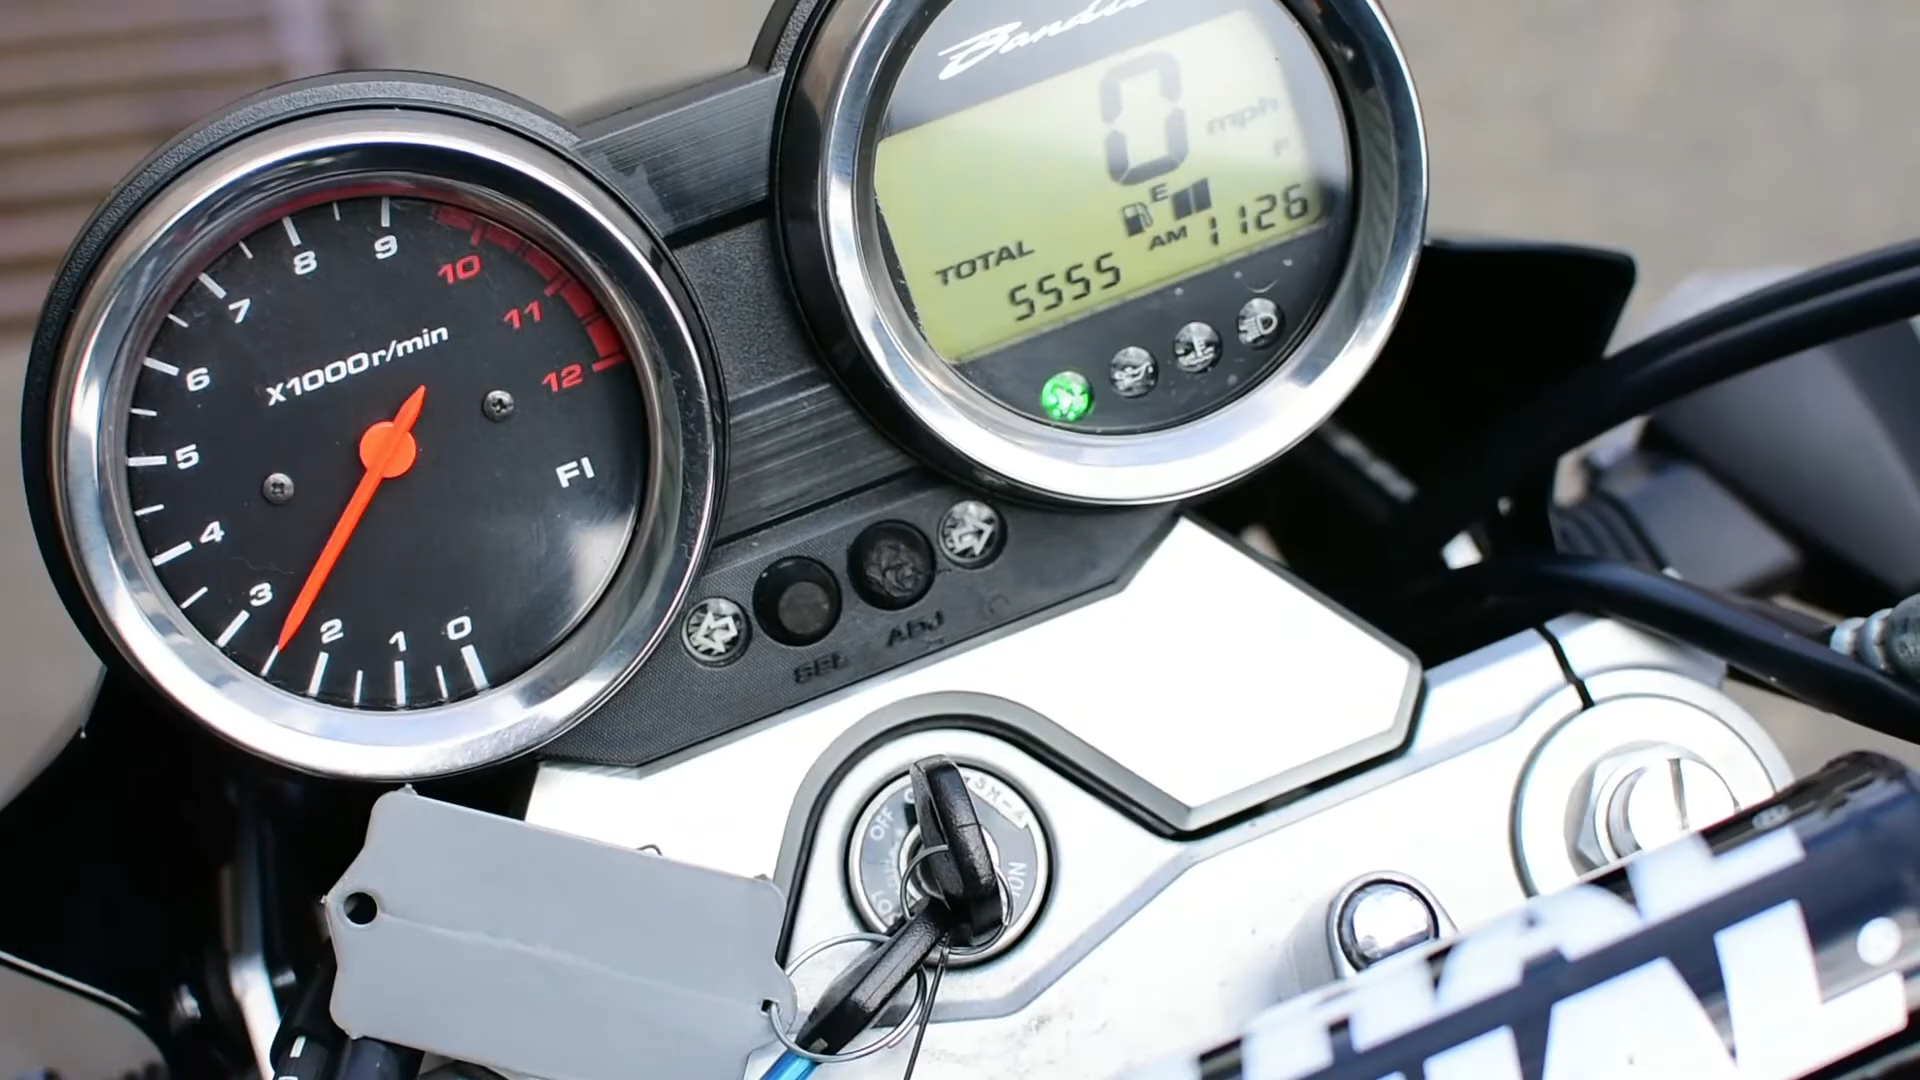 Bandit
0 mph
F
E
AM 1126
TOTAL
5555
9
8
10
7
11
X1000r/min
6
12
5
FI
4
3
2
1
0
ADJ
SEL
OFF
ON